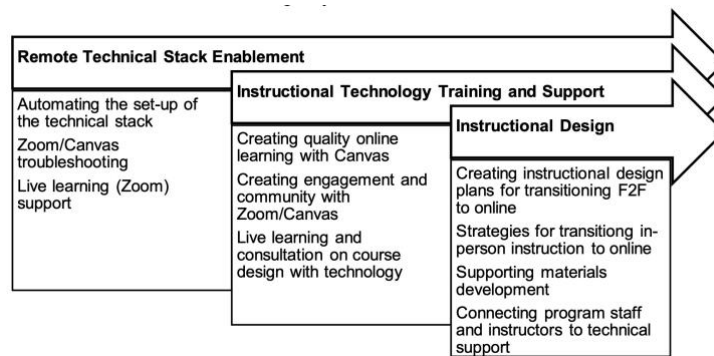 Remote Technical Stack Enablement
Automating the set-up of
the technical stack
Zoom/Canvas
troubleshooting
Live learning (Zoom)
support
Instructional Technology Training and Support
Creating quality online
learning with Canvas
Creating engagement and
community with
Zoom/Canvas
Live learning and
consultation on course
design with technology
Instructional Design
Creating instructional design
plans for transitioning F2F
to online
Strategies for transitiong in-
person instruction to online
Supporting materials
development
Connecting program staff
and instructors to technical
support